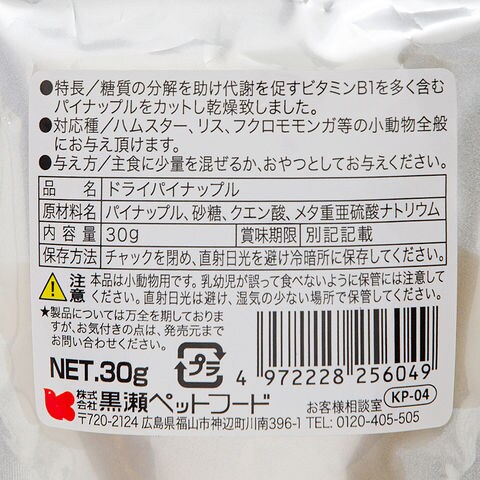 ●特長／糖質の分解を助け代謝を促すビタミンB1を多く含む
パイナップルをカットし乾燥致しました。
●対応種／ハムスター、リス、フクロモモンガ等の小動物全般
にお与え頂けます。
●与え方／主食に少量を混ぜるか、おやつとしてお与えください。
品名 ドライパイナップル
原材料名 パイナップル、砂糖、クエン酸、メタ重亜硫酸ナトリウム
内容量 30g 賞味期限 別記記載
保存方法 チャックを閉め、直射日光を避け冷暗所に保存してください。
注意 本品は小動物用です。乳幼児が誤って食べないように保管には注意して
ください。直射日光は避け、湿気の少ない場所で保管してください。
★製品については万全を期しており
ますが、お気付きの点は、発売元まで
お問い合わせください。
NET.30g
プラ
4 972228 256049
株式会社 黒瀬ペットフード お客様相談室 KP-04
〒720-2124 広島県福山市神辺町川南396-1 TEL: 0120-405-505